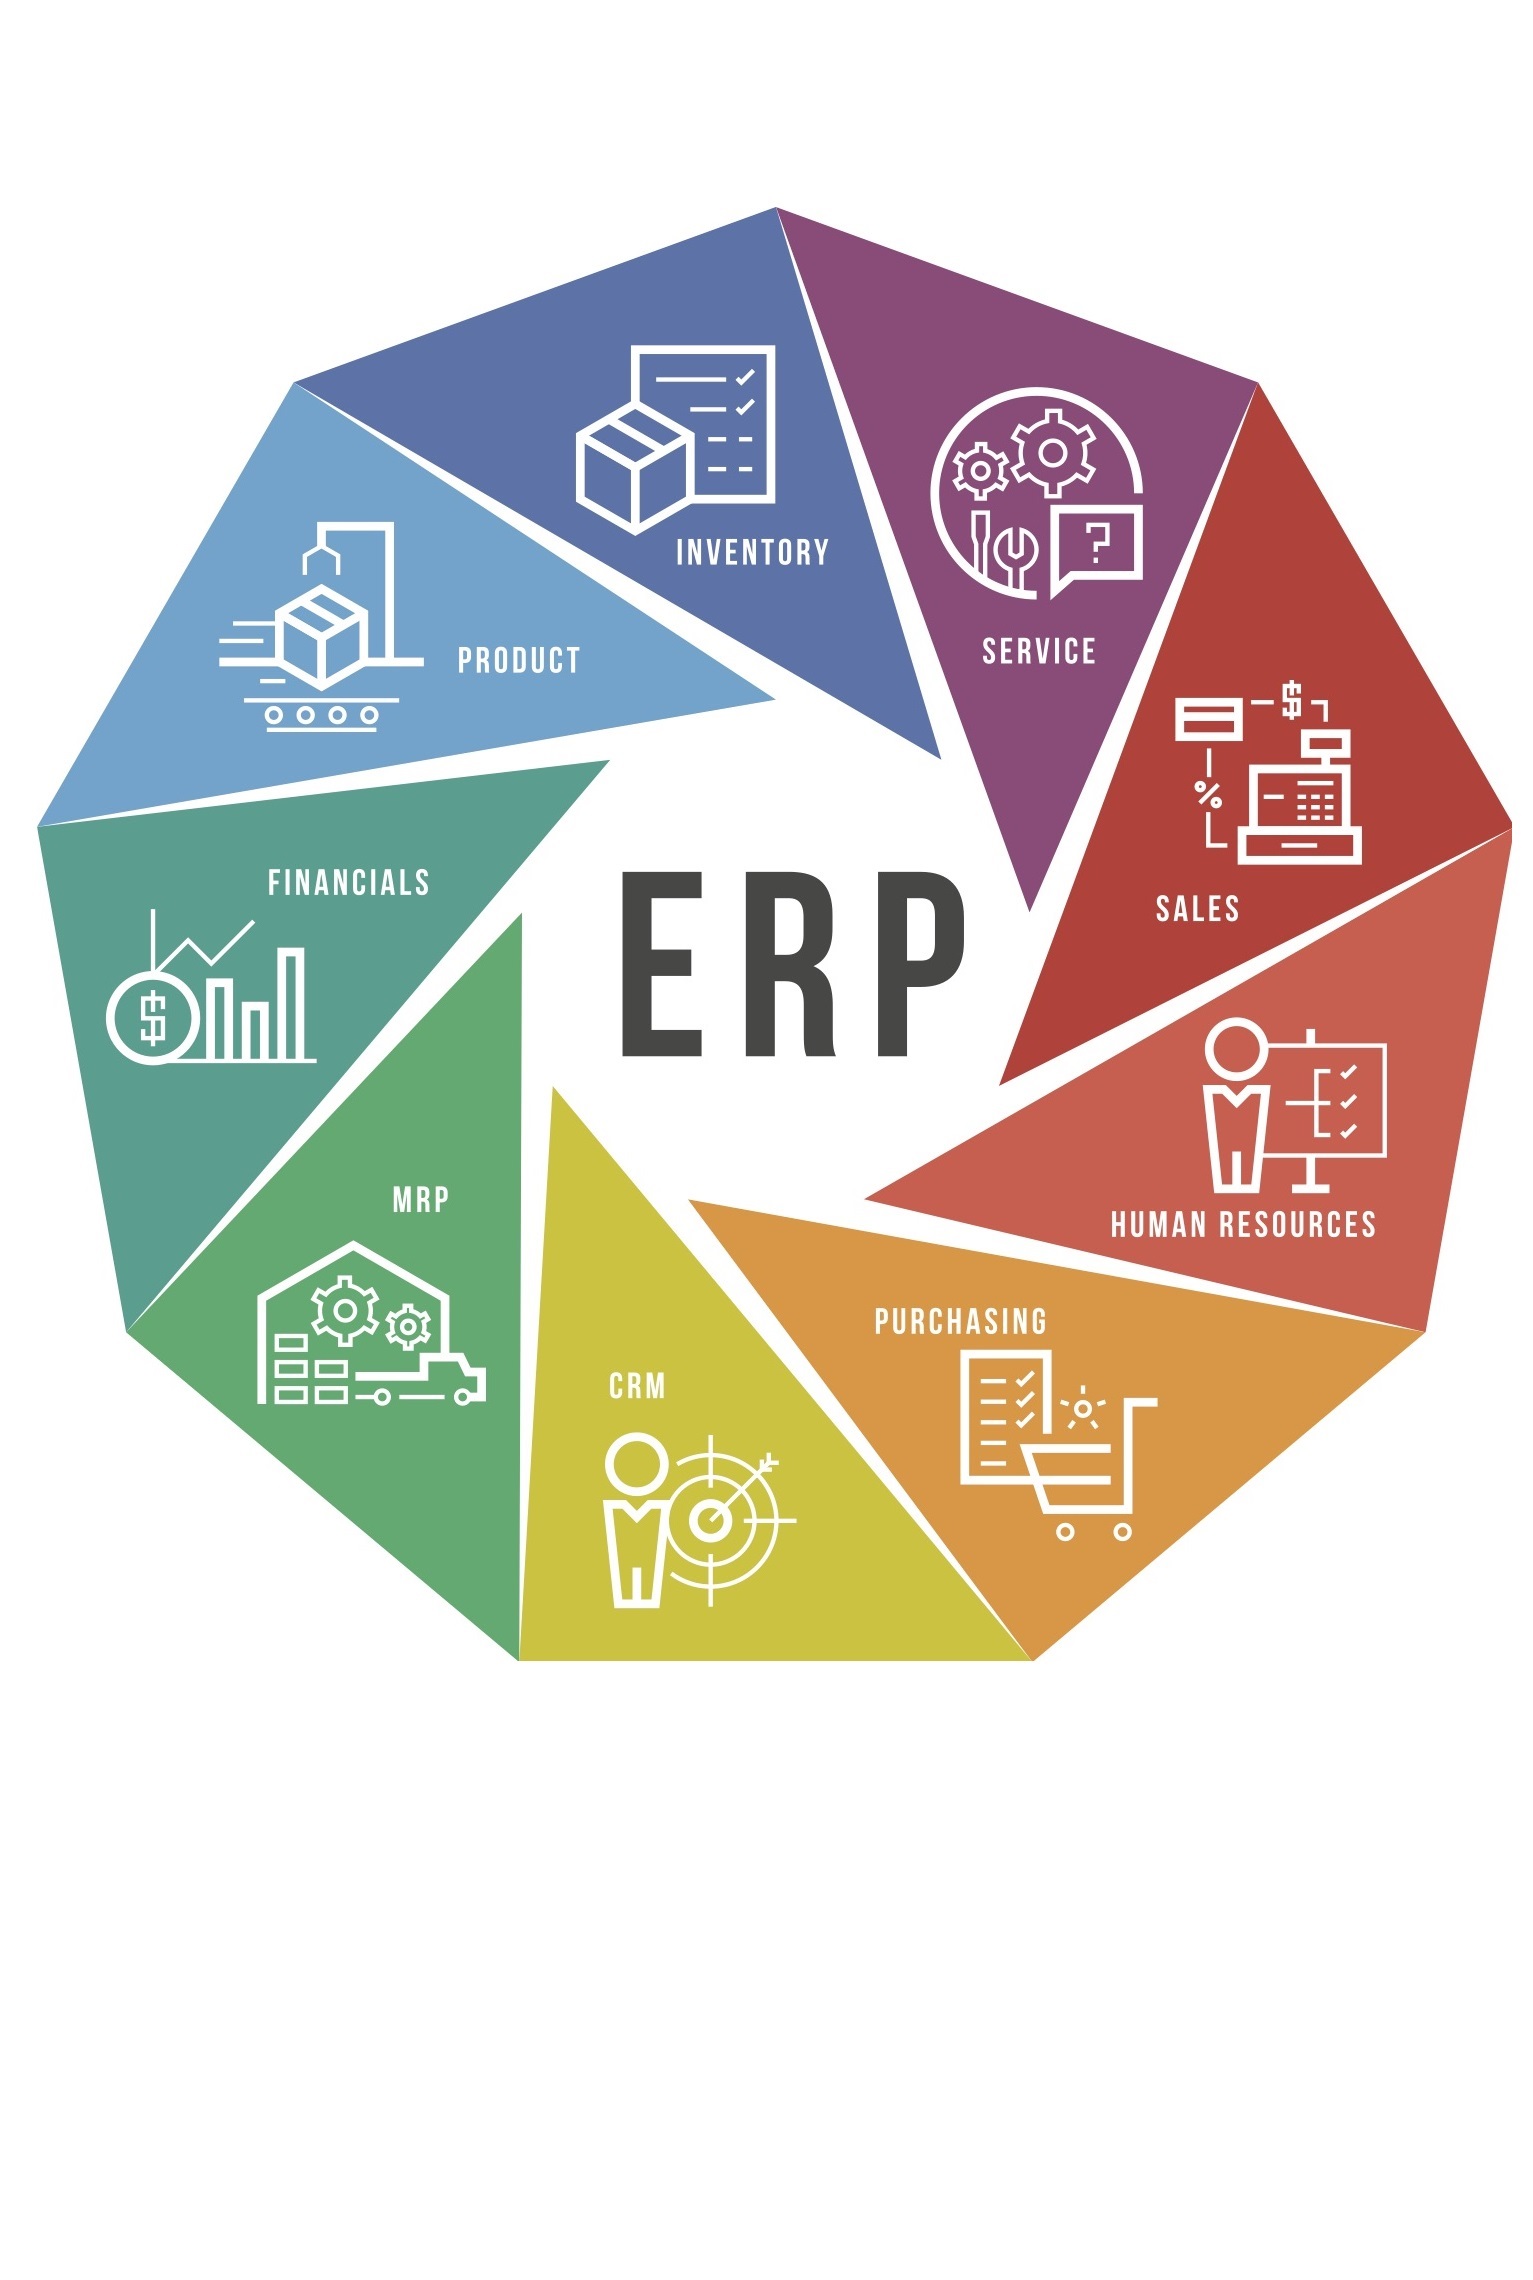 INVENTORY
SERVICE
PRODUCT
FINANCIALS
SALES
ERP
MRP
HUMAN RESOURCES
PURCHASING
CRM
$
?
$
%